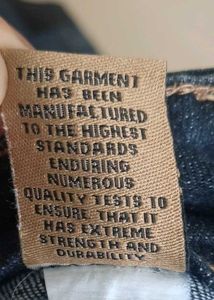 THIS GARMENT
HAS BEEN
MANUFACTURED
TO THE HIGHEST
STANDARDS
ENDURING
NUMEROUS
QUALITY TESTS TO
ENSURE THAT IT
HAS EXTREME
STRENGTH AND
DURABILITY